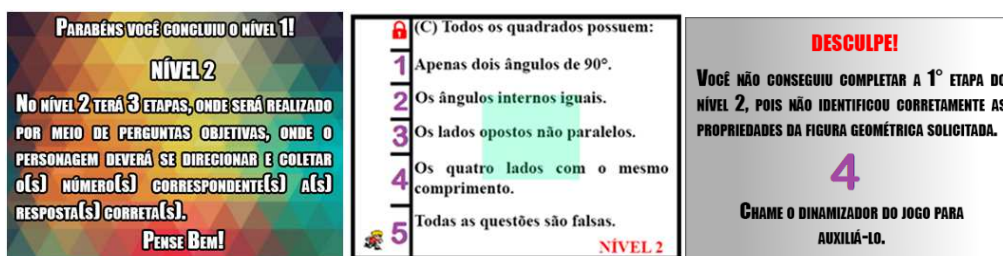 Parabéns você concluiu o nível 1!
NÍVEL 2
No nível 2 terá 3 etapas, onde será realizado
por meio de perguntas objetivas, onde o
personagem deverá se direcionar e coletar
o(s) número(s) correspondente(s) a(s)
resposta(s) correta(s).
Pense Bem!
(C) Todos os quadrados possuem:
1 Apenas dois ângulos de 90°.
2 Os ângulos internos iguais.
3 Os lados opostos não paralelos.
4 Os quatro lados com o mesmo
comprimento.
5 Todas as questões são falsas.
NÍVEL 2
DESCULPE!
Você não conseguiu completar a 1° etapa do
nível 2, pois não identificou corretamente as
propriedades da figura geométrica solicitada.
4
Chame o dinamizador do jogo para
auxiliá-lo.